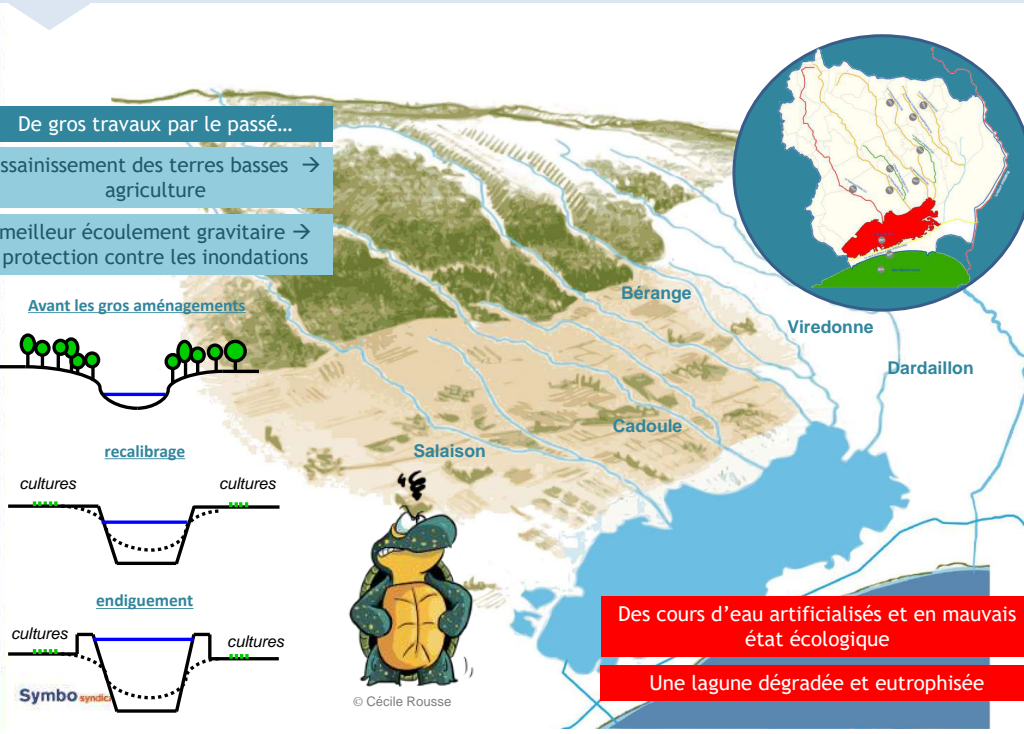 De gros travaux par le passé…
ssainissement des terres basses →
agriculture
meilleur écoulement gravitaire →
protection contre les inondations
Avant les gros aménagements
recalibrage
cultures
cultures
endiguement
cultures
cultures
Symbo syndic
Bérange
Viredonne
Dardaillon
Cadoule
Salaison
© Cécile Rousse
Des cours d’eau artificialisés et en mauvais
état écologique
Une lagune dégradée et eutrophisée